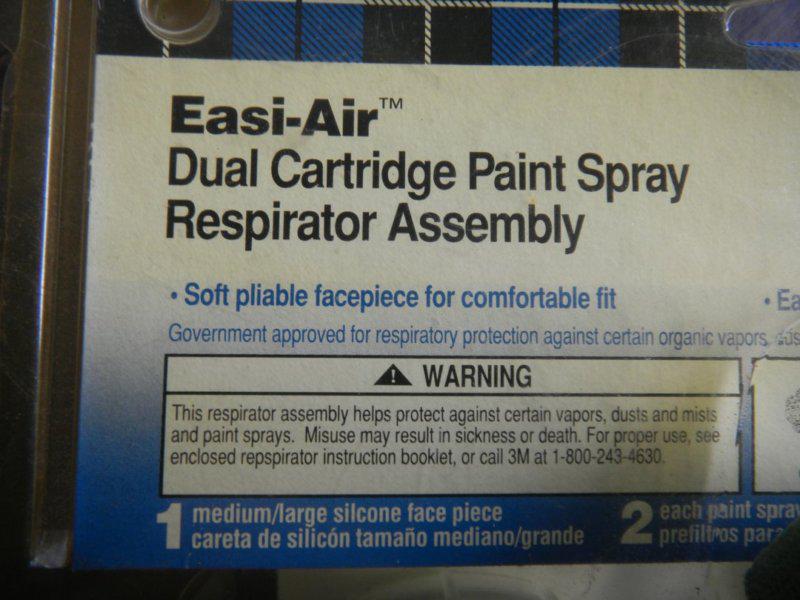 Easi-Air™
Dual Cartridge Paint Spray
Respirator Assembly
• Soft pliable facepiece for comfortable fit
• Ea
Government approved for respiratory protection against certain organic vapors,
WARNING
This respirator assembly helps protect against certain vapors, dusts and mists
and paint sprays. Misuse may result in sickness or death. For proper use, see
enclosed repspirator instruction booklet, or call 3M at 1-800-243-4630.
1 medium/large silcone face piece
careta de silicón tamaño mediano/grande
2 each paint spray
prefiltros para